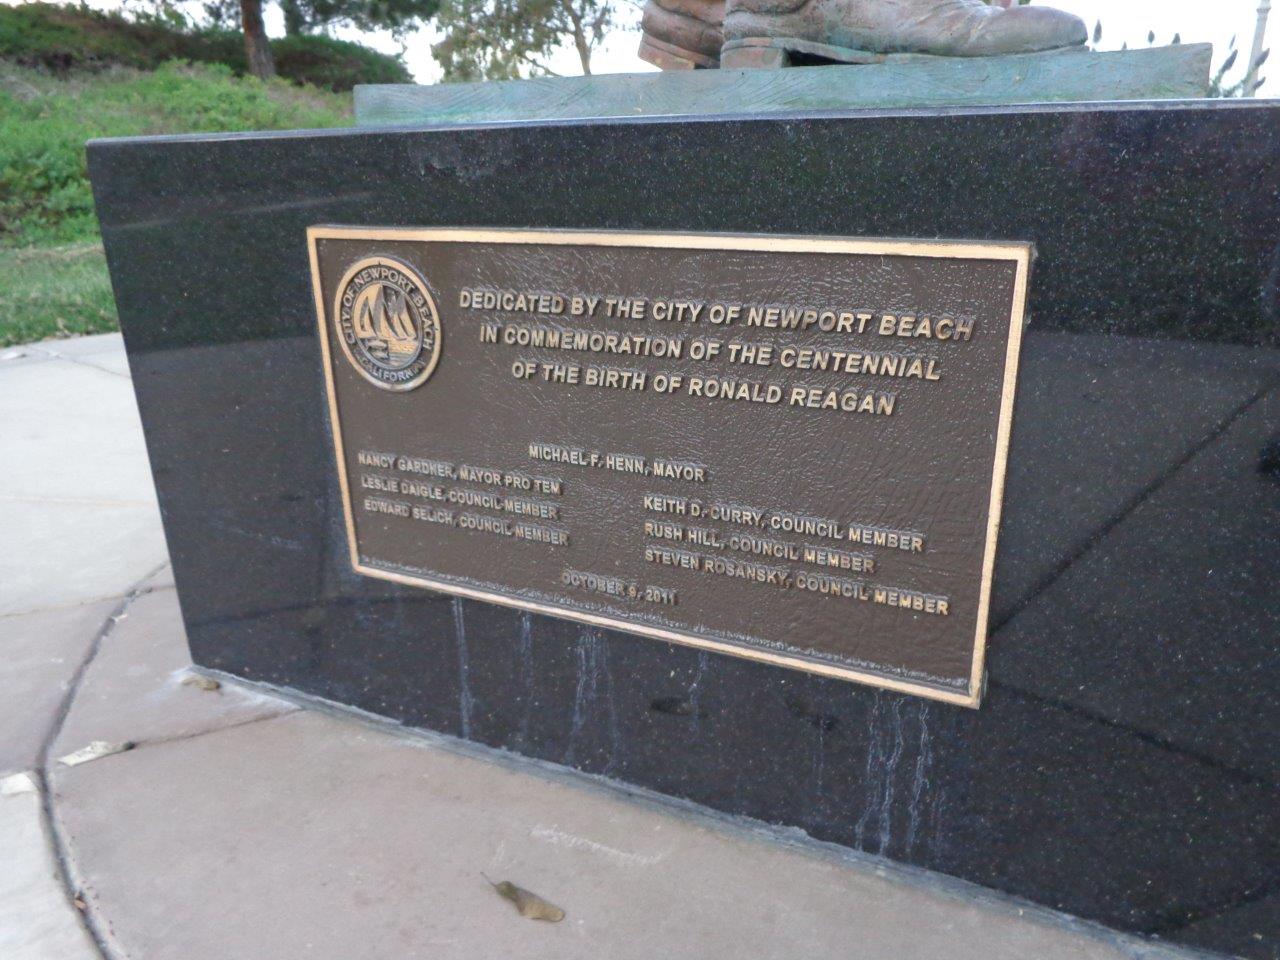 CITY OF NEWPORT BEACH
CALIFORNIA
DEDICATED BY THE CITY OF NEWPORT BEACH
IN COMMEMORATION OF THE CENTENNIAL
OF THE BIRTH OF RONALD REAGAN
MICHAEL F. HENN, MAYOR
NANCY GARDNER, MAYOR PRO TEM
LESLIE DAIGLE, COUNCIL MEMBER
EDWARD SELICH, COUNCIL MEMBER
KEITH D. CURRY, COUNCIL MEMBER
RUSH HILL, COUNCIL MEMBER
STEVEN ROSANSKY, COUNCIL MEMBER
OCTOBER 9, 2011